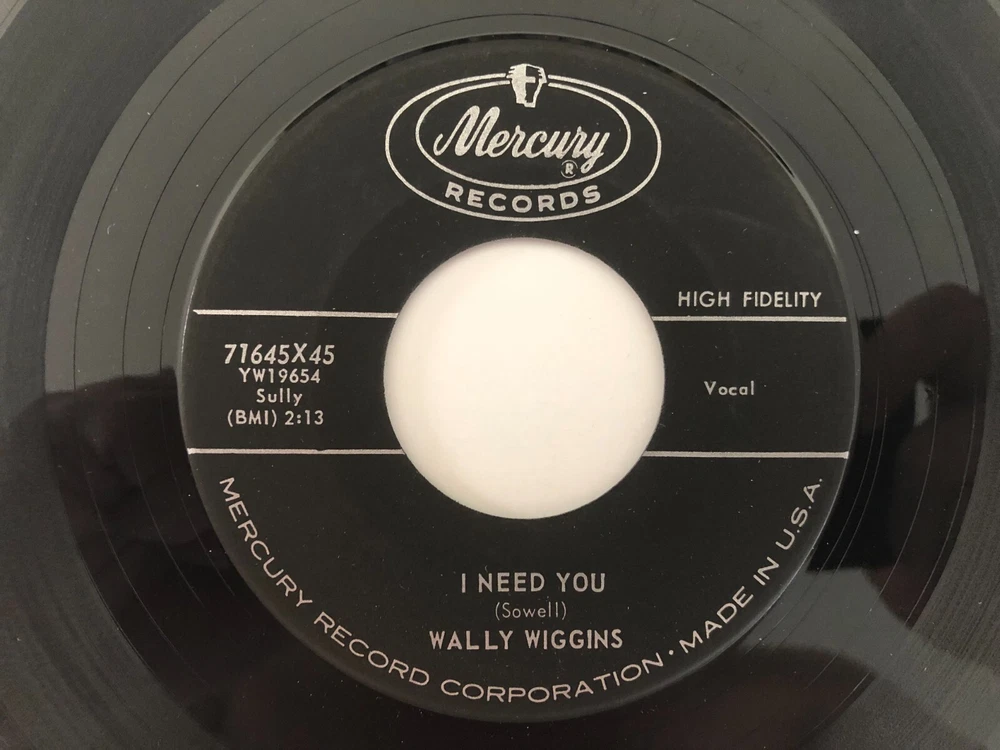 Mercury
®
RECORDS
HIGH FIDELITY
71645X45
YW19654
Sully
(BMI) 2:13
Vocal
I NEED YOU
(Sowell)
WALLY WIGGINS
MERCURY RECORD CORPORATION · MADE IN U.S.A.